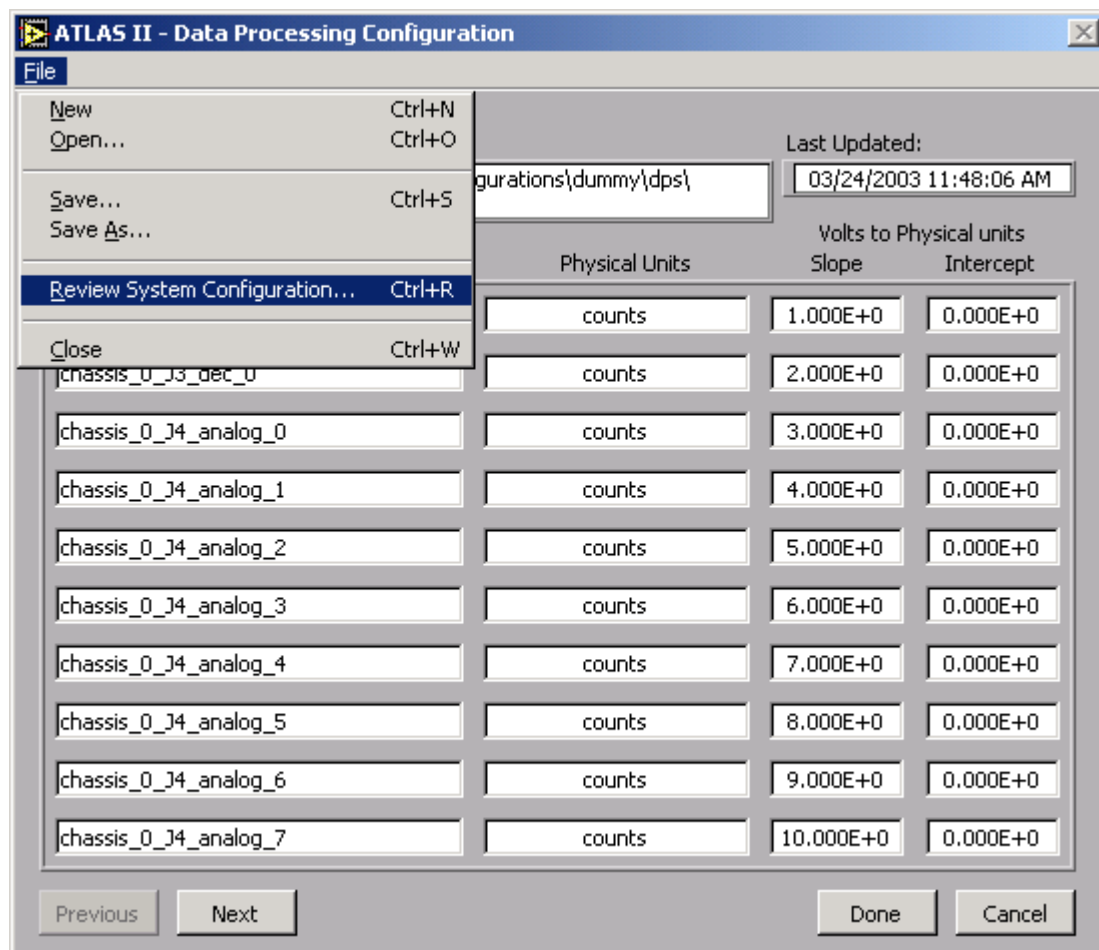 ATLAS II - Data Processing Configuration
File
New Ctrl+N
Open... Ctrl+O
Save... Ctrl+S
Save As...
Review System Configuration... Ctrl+R
Close Ctrl+W
Last Updated:
gurations\dummy\dps\ 03/24/2003 11:48:06 AM
Volts to Physical units
Physical Units Slope Intercept
counts 1.000E+0 0.000E+0
chassis_0_J3_dec_0 counts 2.000E+0 0.000E+0
chassis_0_J4_analog_0 counts 3.000E+0 0.000E+0
chassis_0_J4_analog_1 counts 4.000E+0 0.000E+0
chassis_0_J4_analog_2 counts 5.000E+0 0.000E+0
chassis_0_J4_analog_3 counts 6.000E+0 0.000E+0
chassis_0_J4_analog_4 counts 7.000E+0 0.000E+0
chassis_0_J4_analog_5 counts 8.000E+0 0.000E+0
chassis_0_J4_analog_6 counts 9.000E+0 0.000E+0
chassis_0_J4_analog_7 counts 10.000E+0 0.000E+0
Previous Next Done Cancel